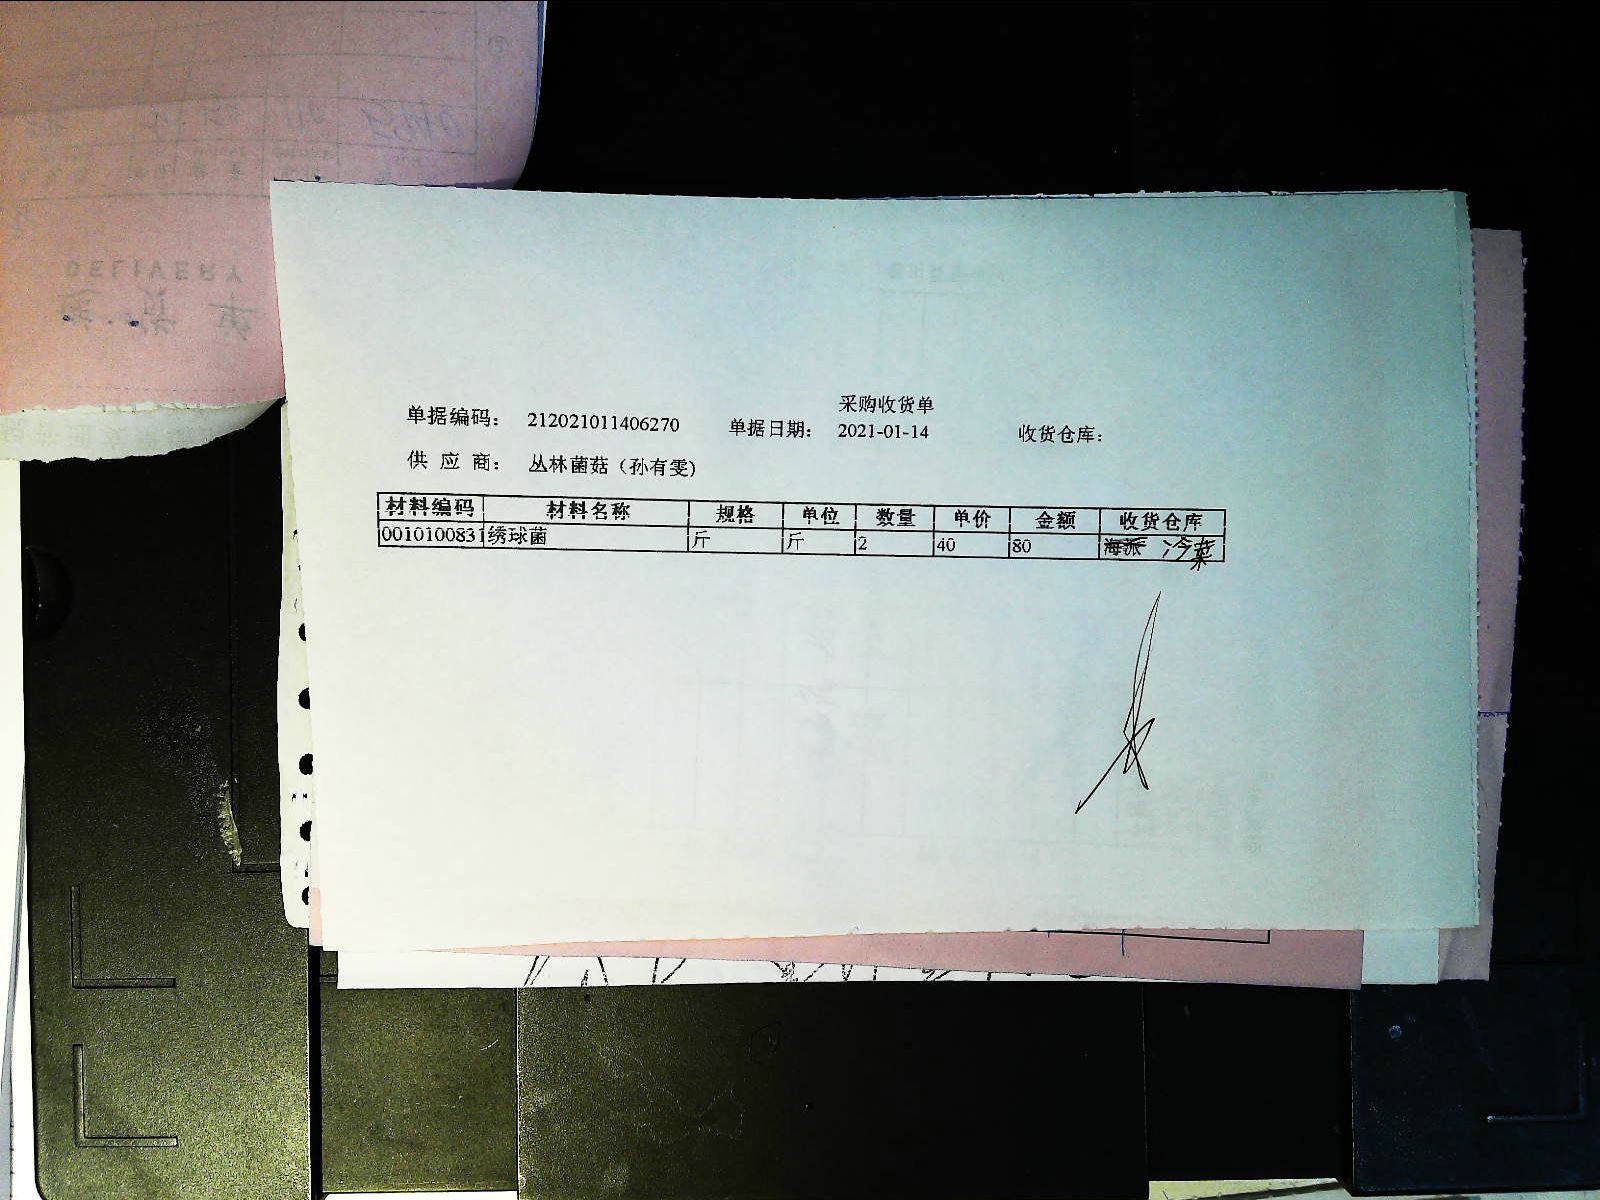 DELIVERY
采购收货单
单据编码： 212021011406270 单据日期： 2021-01-14 收货仓库：
供 应 商： 丛林菌菇（孙有雯）
材料编码 材料名称 规格 单位 数量 单价 金额 收货仓库
0010100831 绣球菌 斤 斤 2 40 80 海派 冷菜